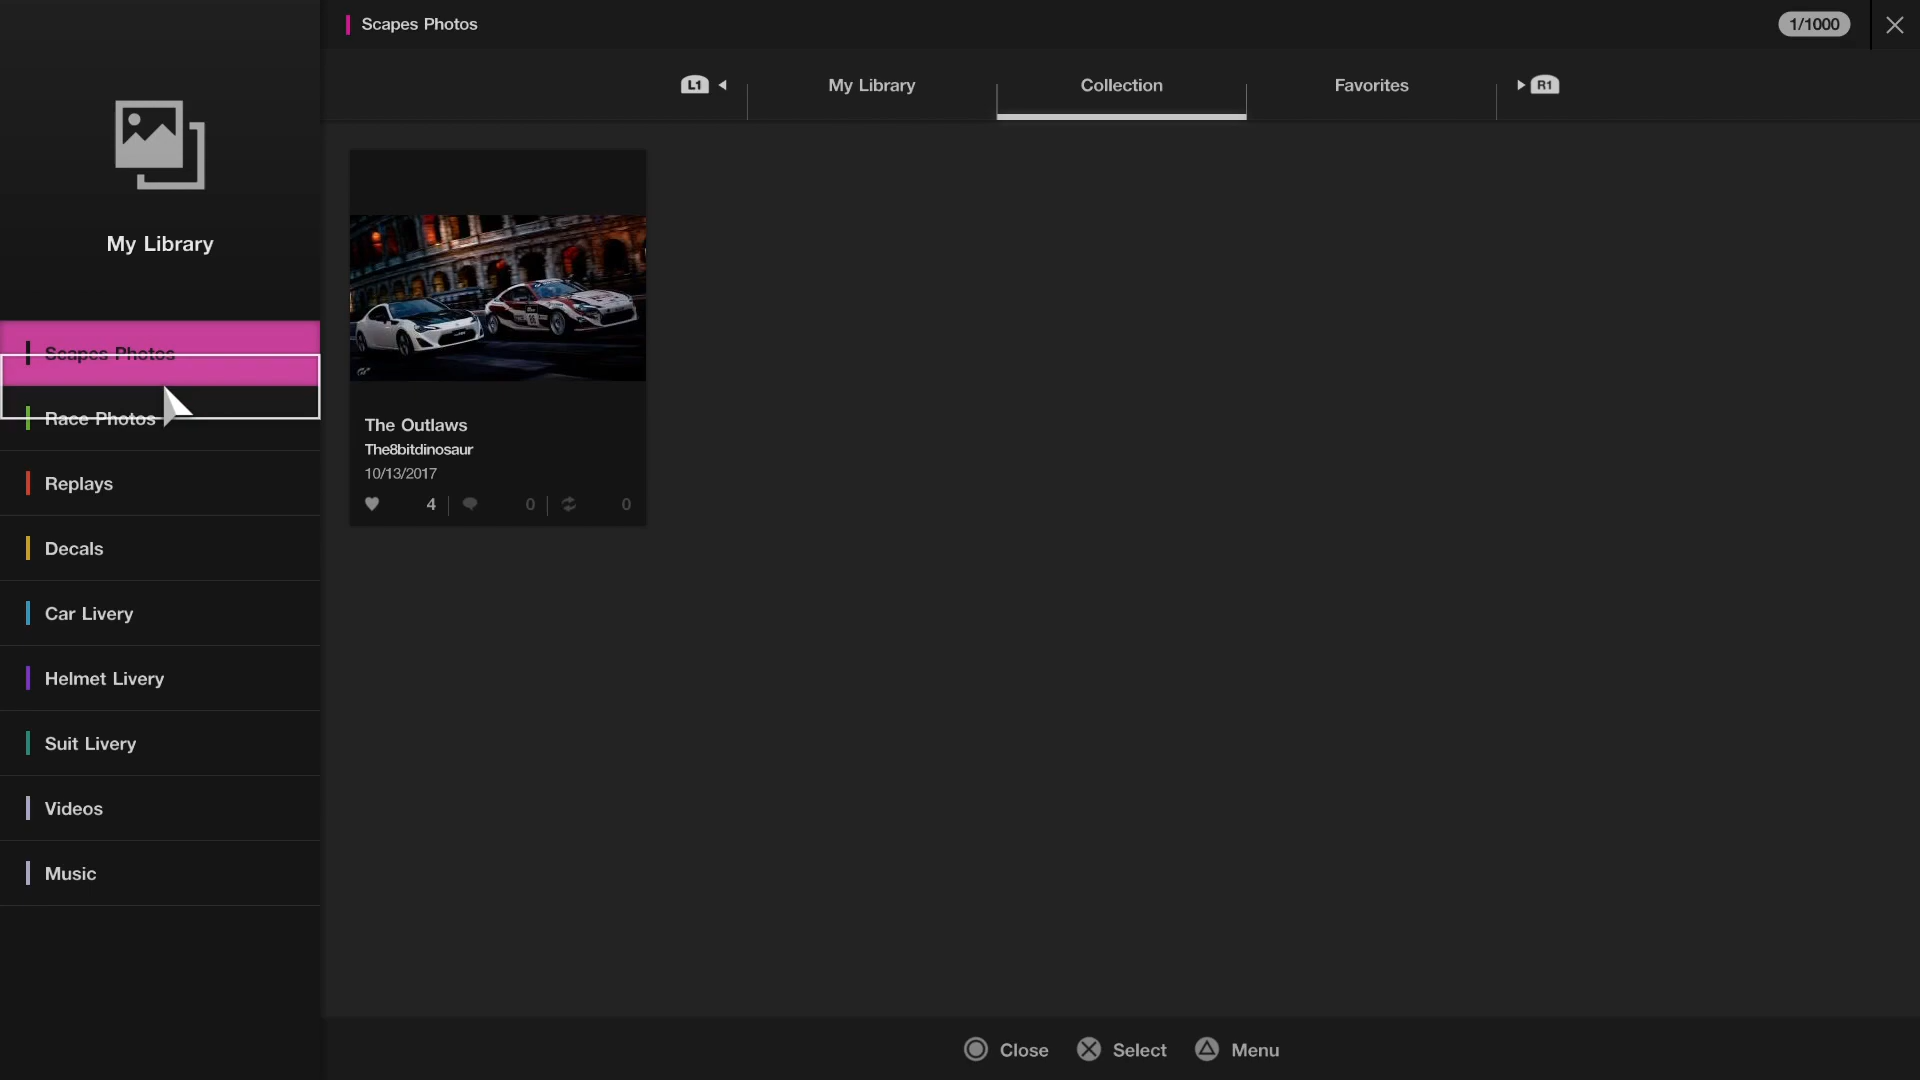 Scapes Photos
1/1000
L1
My Library
Collection
Favorites
R1
My Library
Scapes Photos
Race Photos
Replays
Decals
Car Livery
Helmet Livery
Suit Livery
Videos
Music
The Outlaws
The8bitdinosaur
10/13/2017
4
0
0
Close
Select
Menu